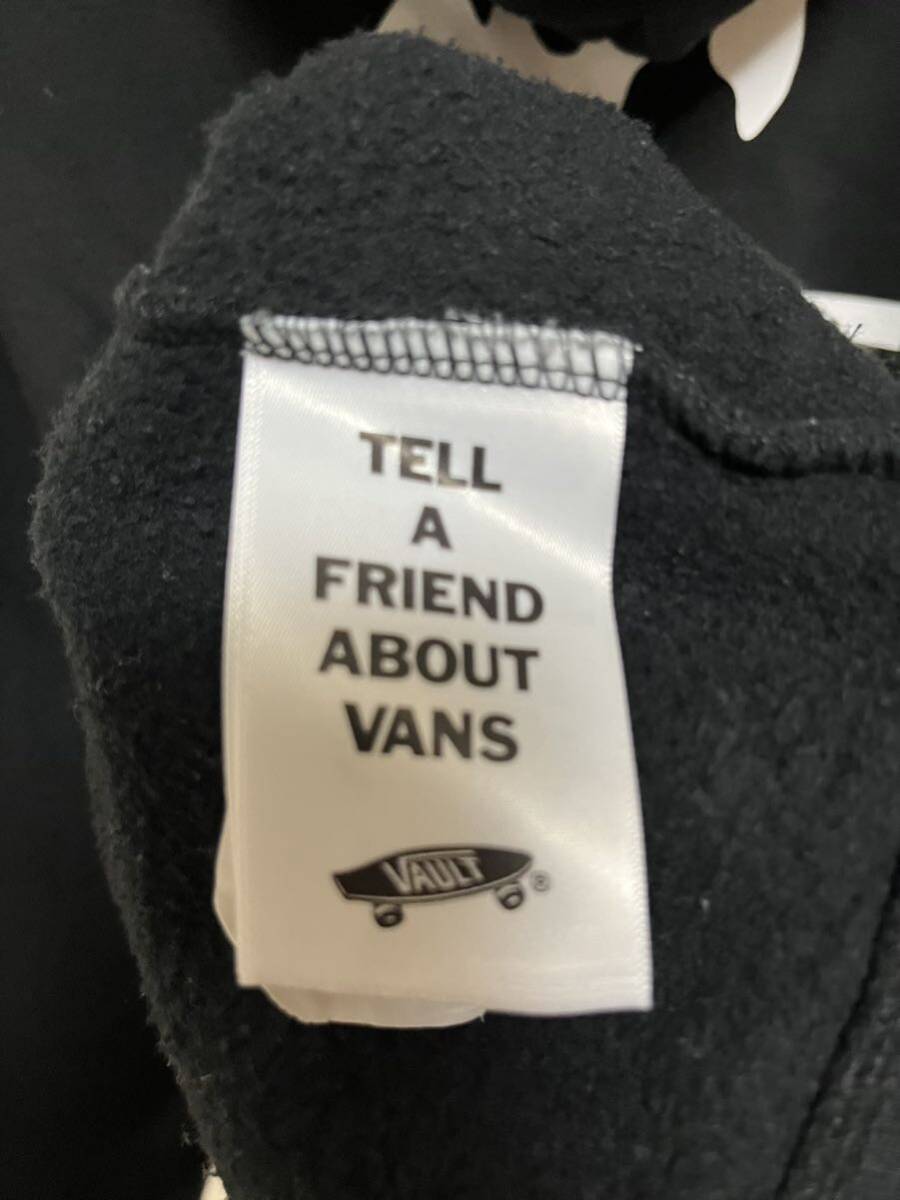 TELL
A
FRIEND
ABOUT
VANS
VAULT ®